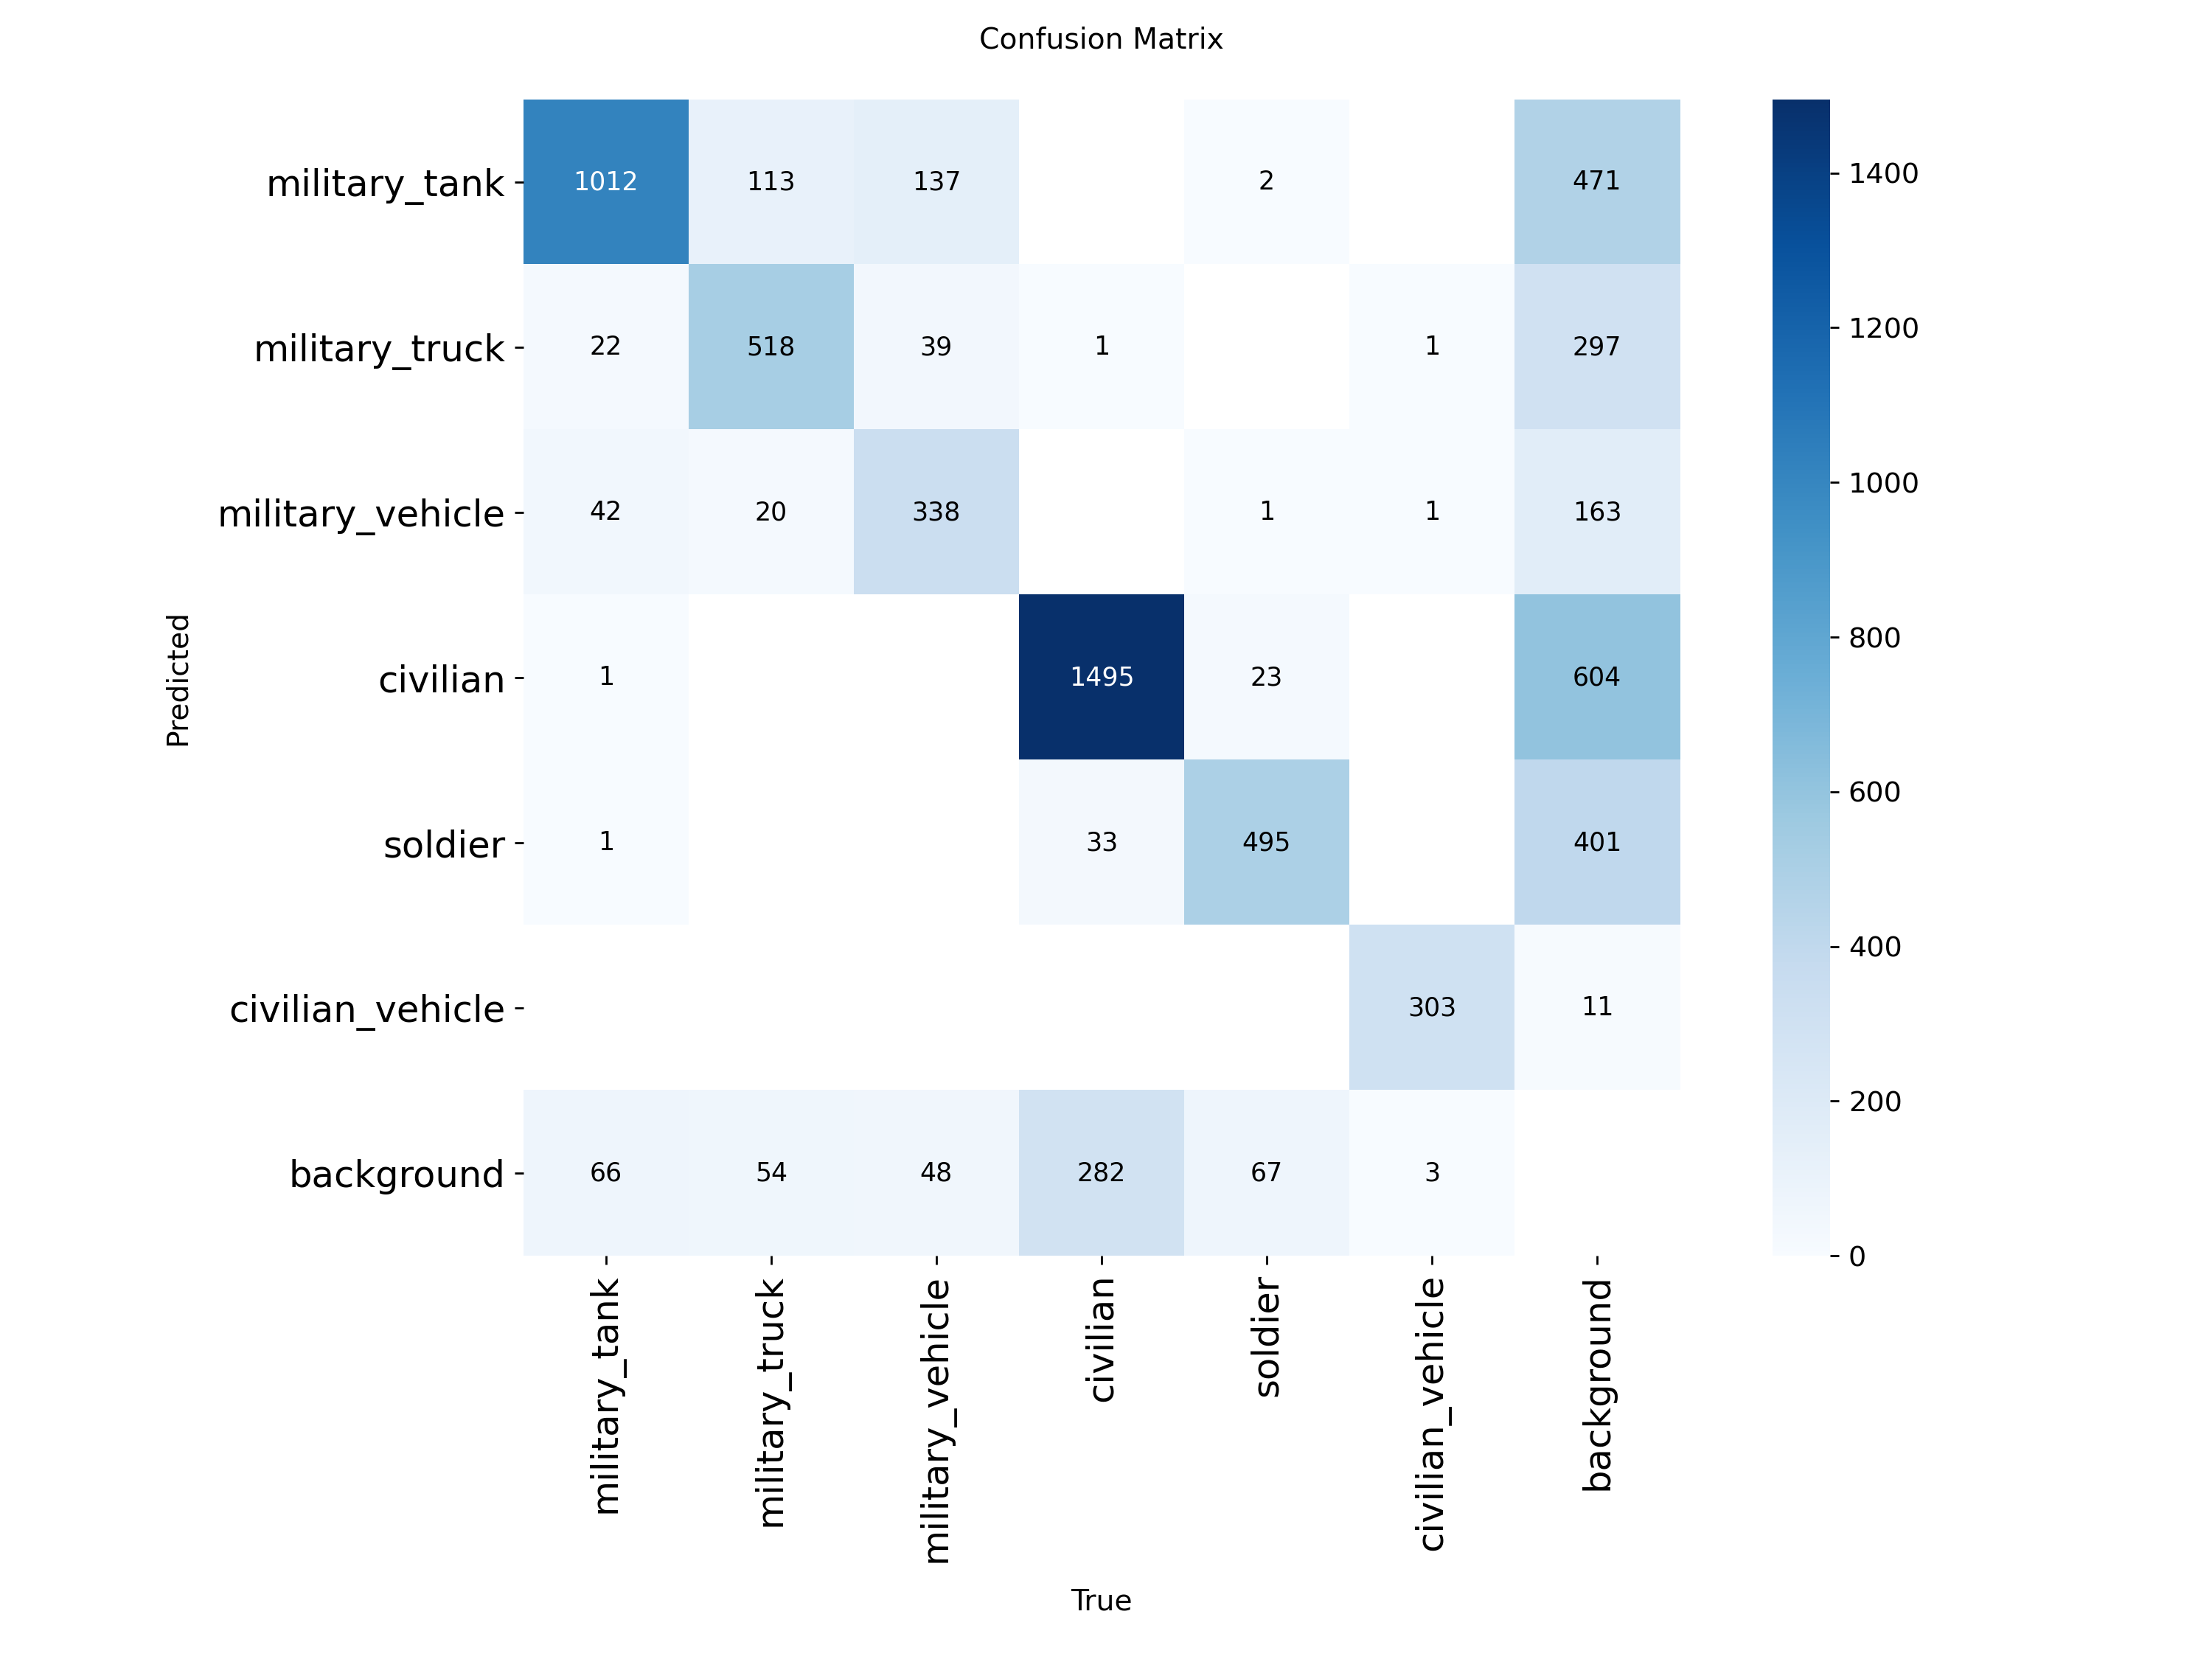 Confusion Matrix
military_tank 1012 113 137 2 471
military_truck 22 518 39 1 1 297
military_vehicle 42 20 338 1 1 163
civilian 1 1495 23 604
soldier 1 33 495 401
civilian_vehicle 303 11
background 66 54 48 282 67 3
Predicted
military_tank military_truck military_vehicle civilian soldier civilian_vehicle background
True
1400
1200
1000
800
600
400
200
0